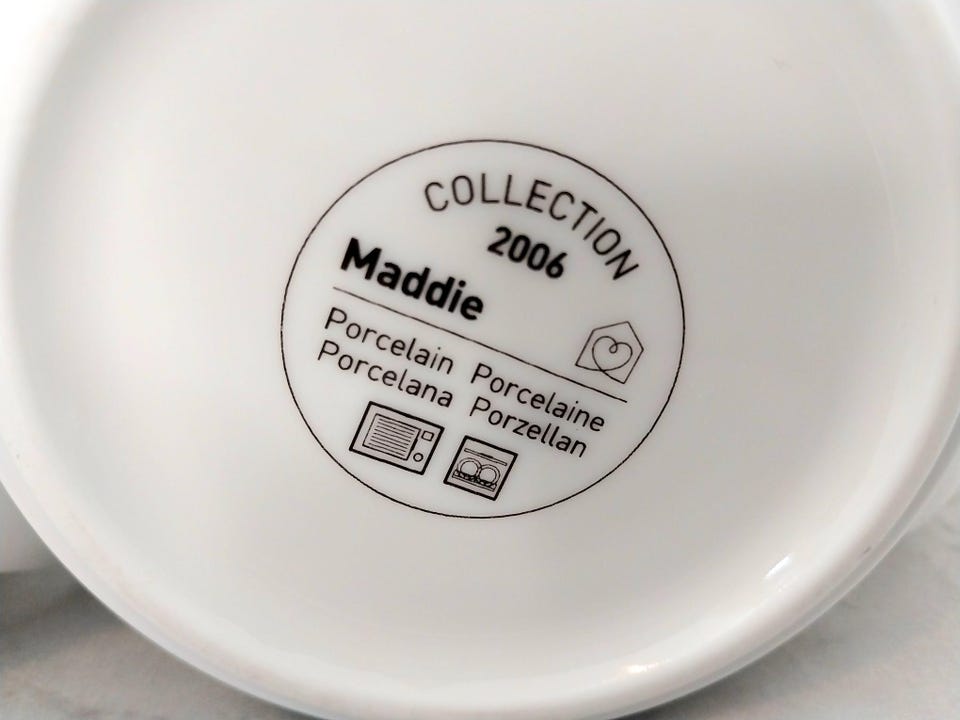 COLLECTION
2006
Maddie
Porcelain Porcelaine
Porcelana Porzellan